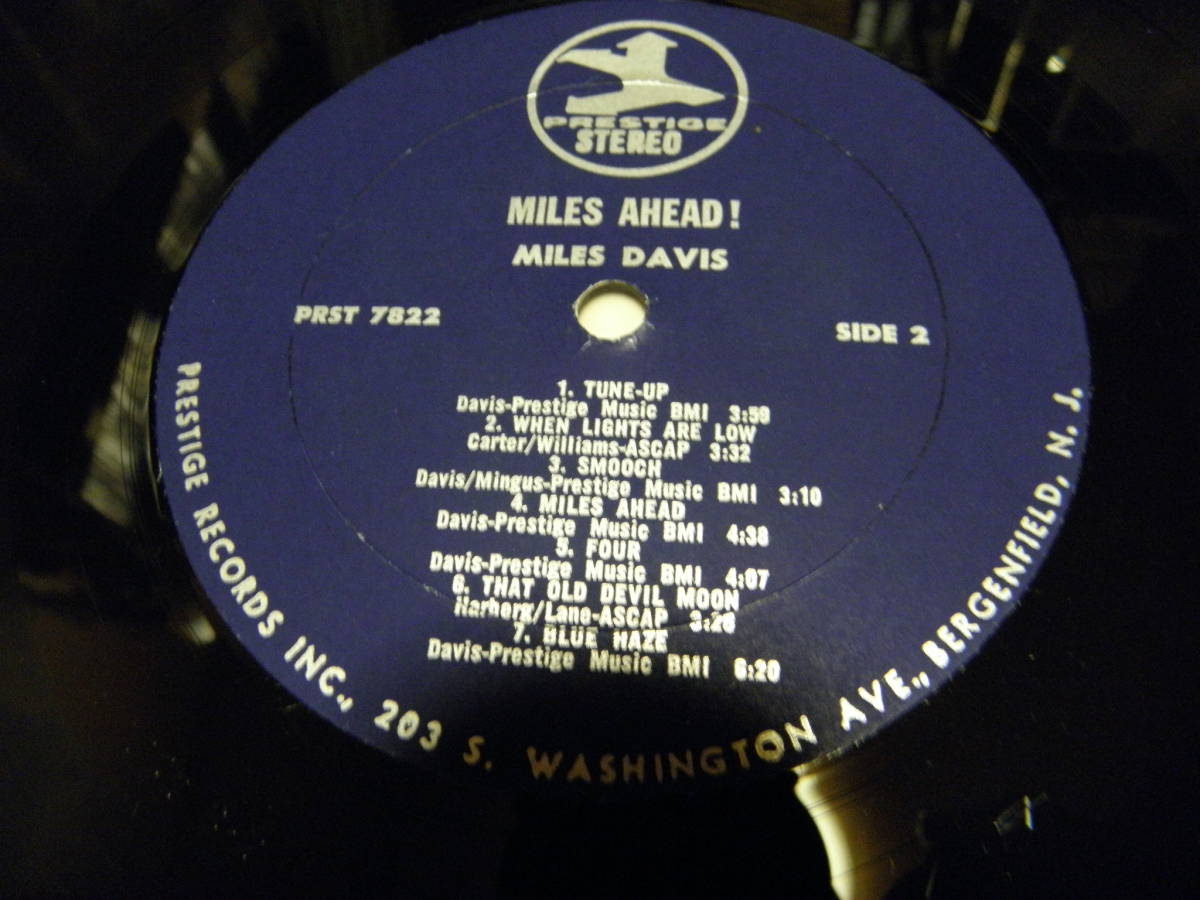 PRESTIGE
STEREO
MILES AHEAD!
MILES DAVIS
PRST 7822
SIDE 2
1. TUNE-UP
Davis-Prestige Music BMI 3:59
2. WHEN LIGHTS ARE LOW
Carter/Williams-ASCAP 3:32
3. SMOOCH
Davis/Mingus-Prestige Music BMI 3:10
4. MILES AHEAD
Davis-Prestige Music BMI 4:38
5. FOUR
Davis-Prestige Music BMI 4:07
6. THAT OLD DEVIL MOON
Harberg/Lane-ASCAP 3:28
7. BLUE HAZE
Davis-Prestige Music BMI 6:20
PRESTIGE RECORDS INC., 203 S. WASHINGTON AVE., BERGENFIELD, N. J.